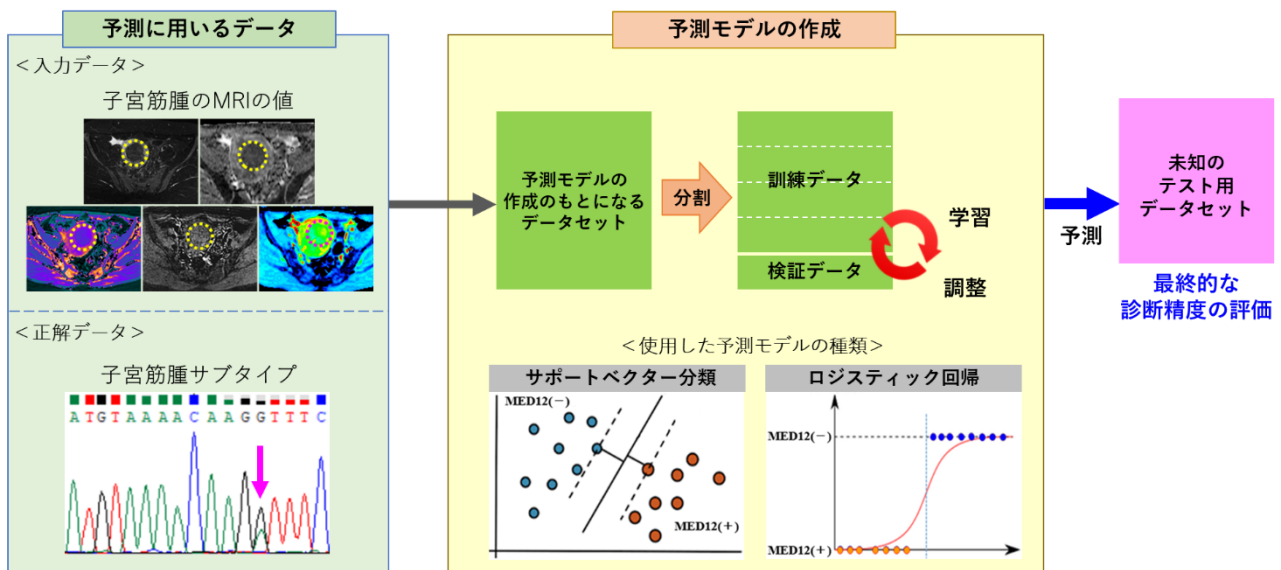 予測に用いるデータ
＜入力データ＞
子宮筋腫のMRIの値
＜正解データ＞
子宮筋腫サブタイプ
ATGTAAAACAAGGTTTC
予測モデルの作成
予測モデルの
作成のもとになる
データセット
分割
訓練データ
検証データ
学習
調整
＜使用した予測モデルの種類＞
サポートベクター分類
MED12(−)
MED12(+)
ロジスティック回帰
MED12(−)
MED12(+)
予測
未知の
テスト用
データセット
最終的な
診断精度の評価